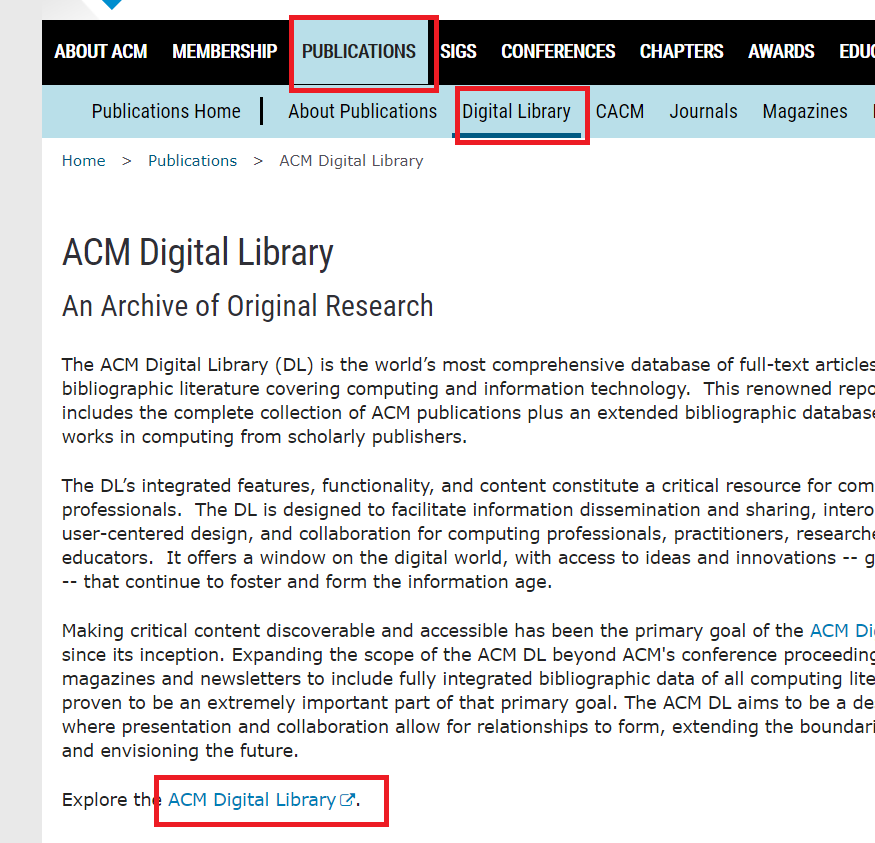 ABOUT ACM MEMBERSHIP PUBLICATIONS SIGS CONFERENCES CHAPTERS AWARDS
Publications Home | About Publications Digital Library CACM Journals Magazines
Home > Publications > ACM Digital Library
ACM Digital Library
An Archive of Original Research
The ACM Digital Library (DL) is the world’s most comprehensive database of full-text articles
bibliographic literature covering computing and information technology. This renowned
includes the complete collection of ACM publications plus an extended bibliographic database
works in computing from scholarly publishers.
The DL’s integrated features, functionality, and content constitute a critical resource for
professionals. The DL is designed to facilitate information dissemination and sharing,
user-centered design, and collaboration for computing professionals, practitioners,
educators. It offers a window on the digital world, with access to ideas and innovations --
-- that continue to foster and form the information age.
Making critical content discoverable and accessible has been the primary goal of the ACM
since its inception. Expanding the scope of the ACM DL beyond ACM's conference
magazines and newsletters to include fully integrated bibliographic data of all computing
proven to be an extremely important part of that primary goal. The ACM DL aims to be a
where presentation and collaboration allow for relationships to form, extending the
and envisioning the future.
Explore the ACM Digital Library.